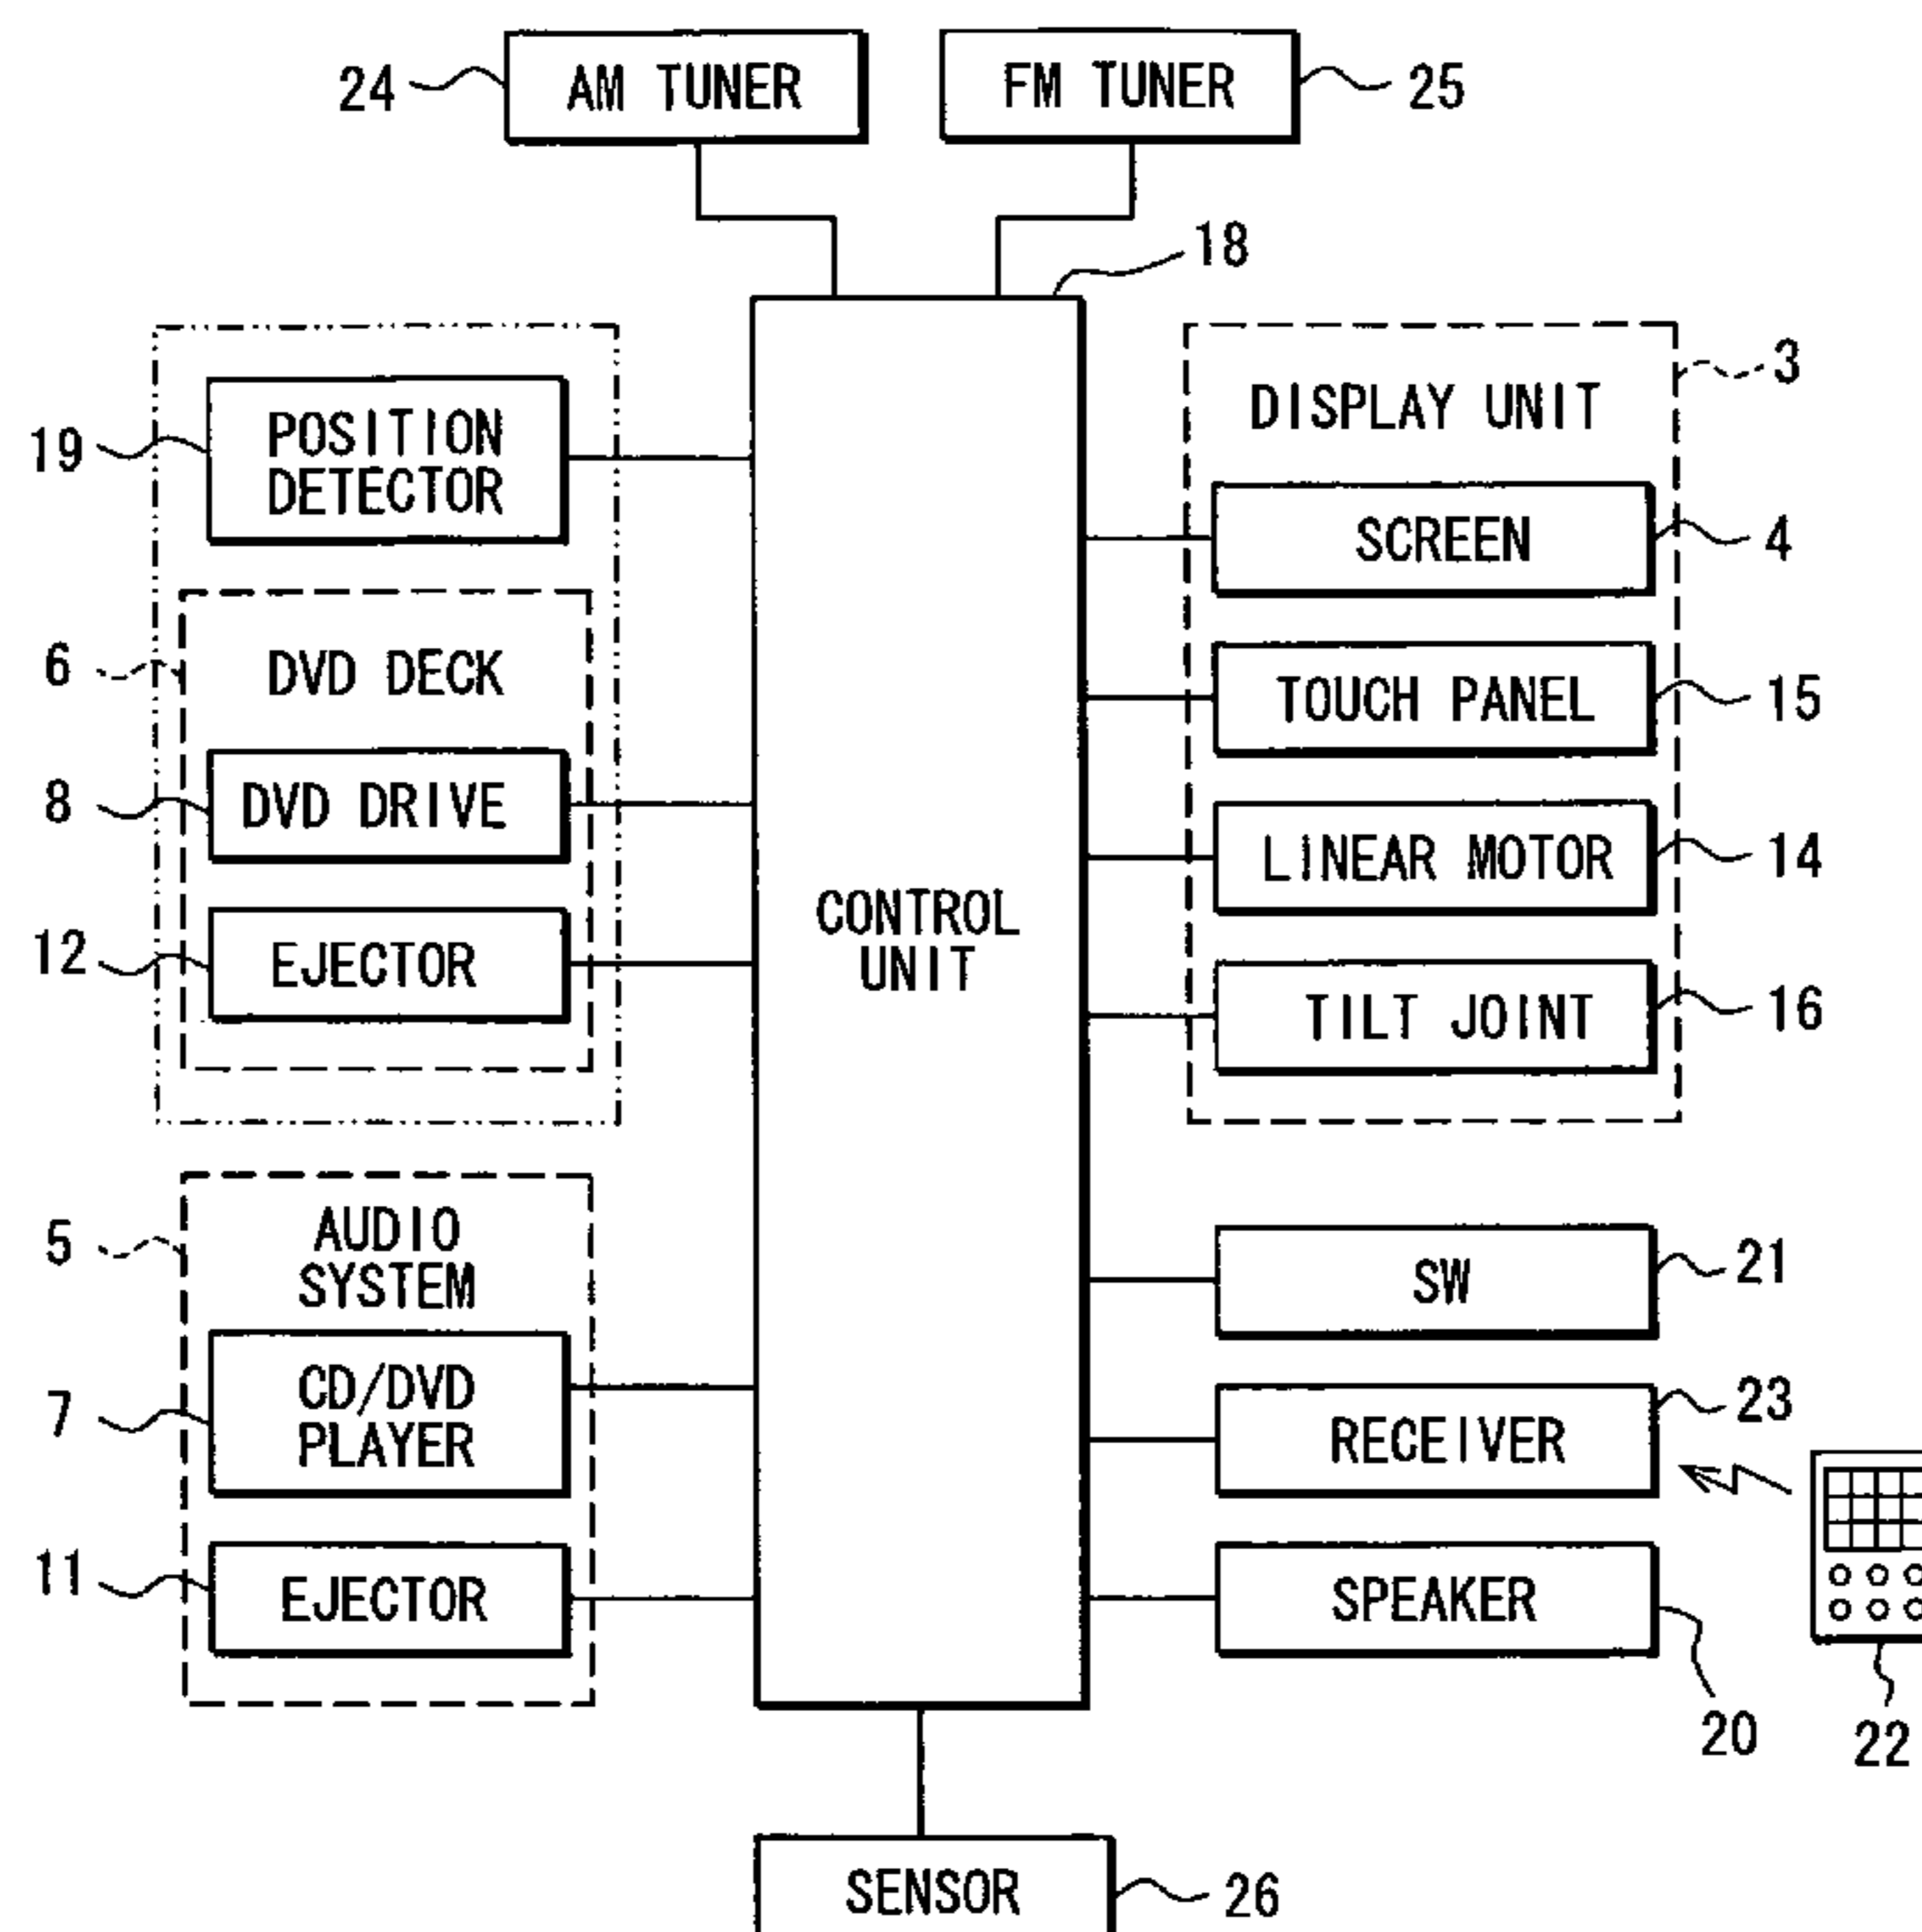 24 AM TUNER FM TUNER 25
18
3
DISPLAY UNIT
19 POSITION
DETECTOR
SCREEN 4
6 DVD DECK
TOUCH PANEL 15
8 DVD DRIVE
LINEAR MOTOR 14
CONTROL
UNIT
12 EJECTOR
TILT JOINT 16
5 AUDIO
SYSTEM
SW 21
7 CD/DVD
PLAYER
RECEIVER 23
11 EJECTOR
SPEAKER
20
22
SENSOR 26